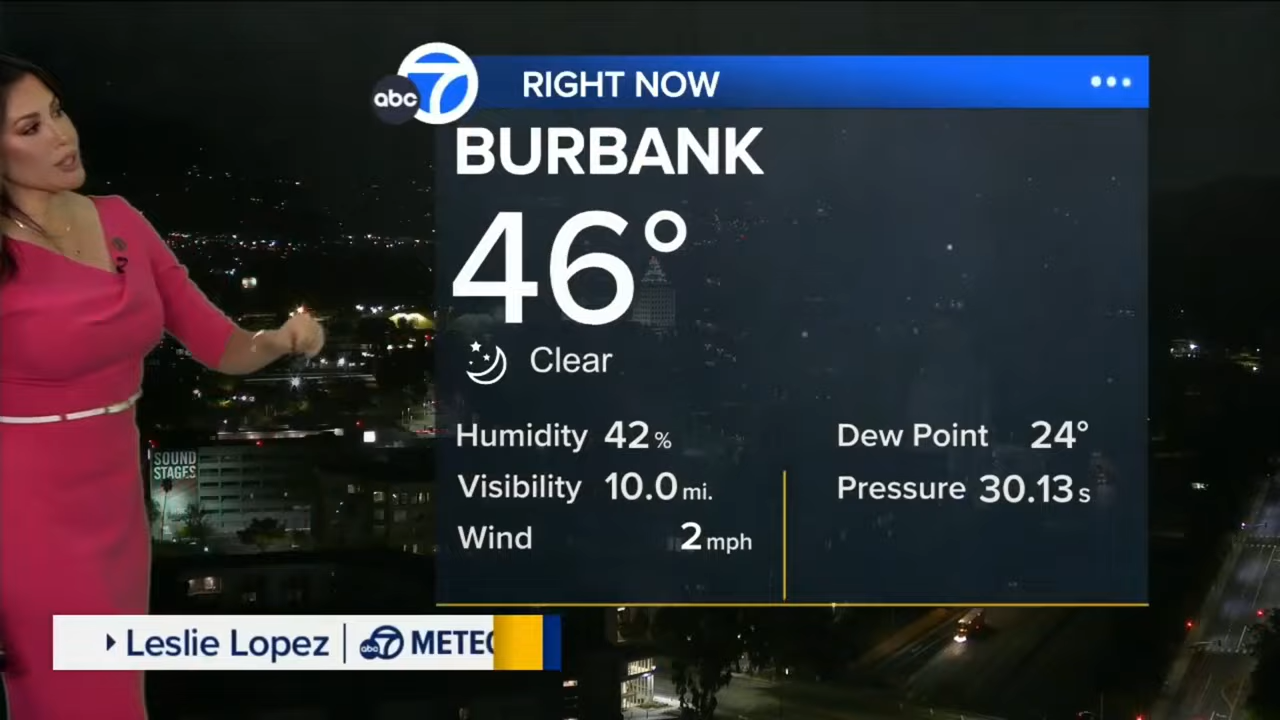 abc 7
RIGHT NOW
BURBANK
46°
Clear
Humidity 42 %
Visibility 10.0 mi.
Wind 2 mph
Dew Point 24°
Pressure 30.13 s
SOUND
STAGES
Leslie Lopez abc 7 METEO